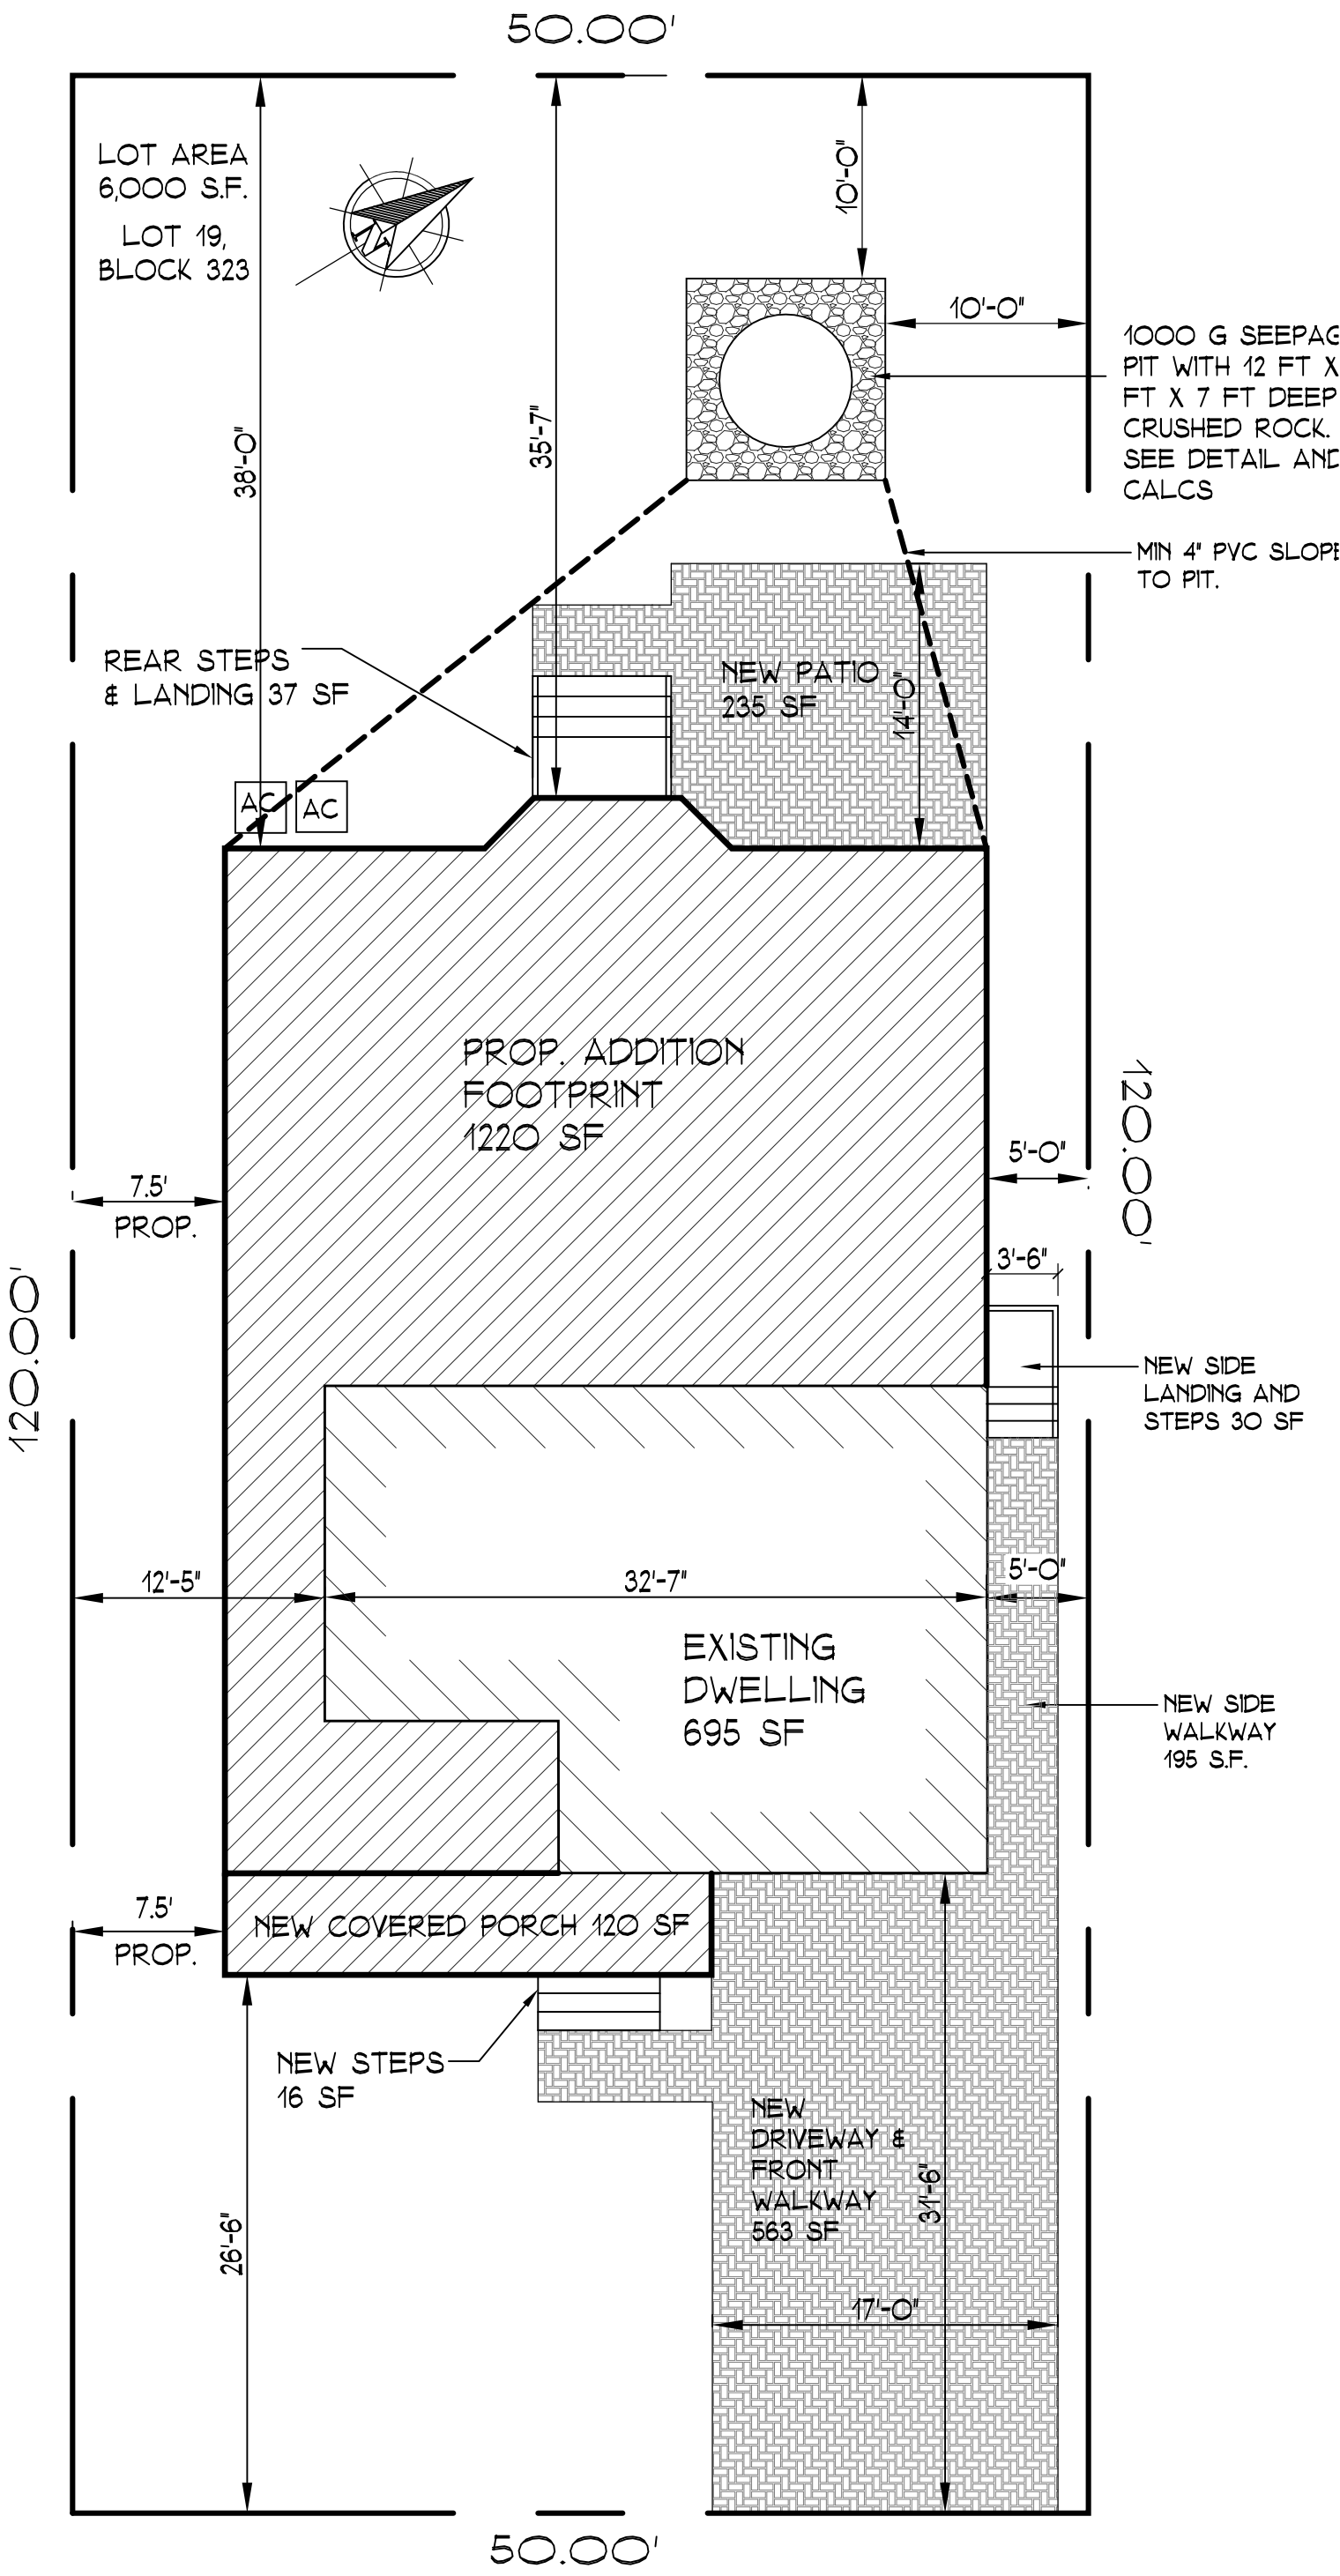 50.00'
LOT AREA
6,000 S.F.
LOT 19,
BLOCK 323
N
10'-0"
10'-0"
38'-0"
35'-7"
1000 G SEEPAG
PIT WITH 12 FT X
FT X 7 FT DEEP
CRUSHED ROCK.
SEE DETAIL AND
CALCS
MIN 4" PVC SLOPE
TO PIT.
REAR STEPS
& LANDING 37 SF
NEW PATIO
235 SF
14'-0"
AC
AC
PROP. ADDITION
FOOTPRINT
1220 SF
120.00'
5'-0"
7.5'
PROP.
3'-6"
120.00'
NEW SIDE
LANDING AND
STEPS 30 SF
12'-5"
32'-7"
5'-0"
EXISTING
DWELLING
695 SF
NEW SIDE
WALKWAY
195 S.F.
7.5'
PROP.
NEW COVERED PORCH 120 SF
NEW STEPS
16 SF
NEW
DRIVEWAY &
FRONT
WALKWAY
563 SF
31'-6"
26'-6"
17'-0"
50.00'